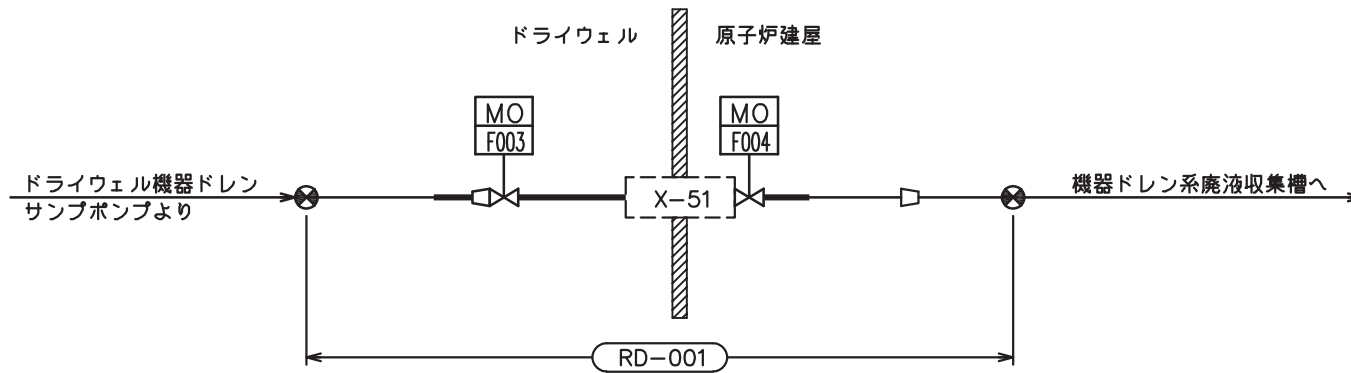 ドライウェル
原子炉建屋
MO
F003
MO
F004
ドライウェル機器ドレン
サンプポンプより
X-51
機器ドレン系廃液収集槽へ
RD-001